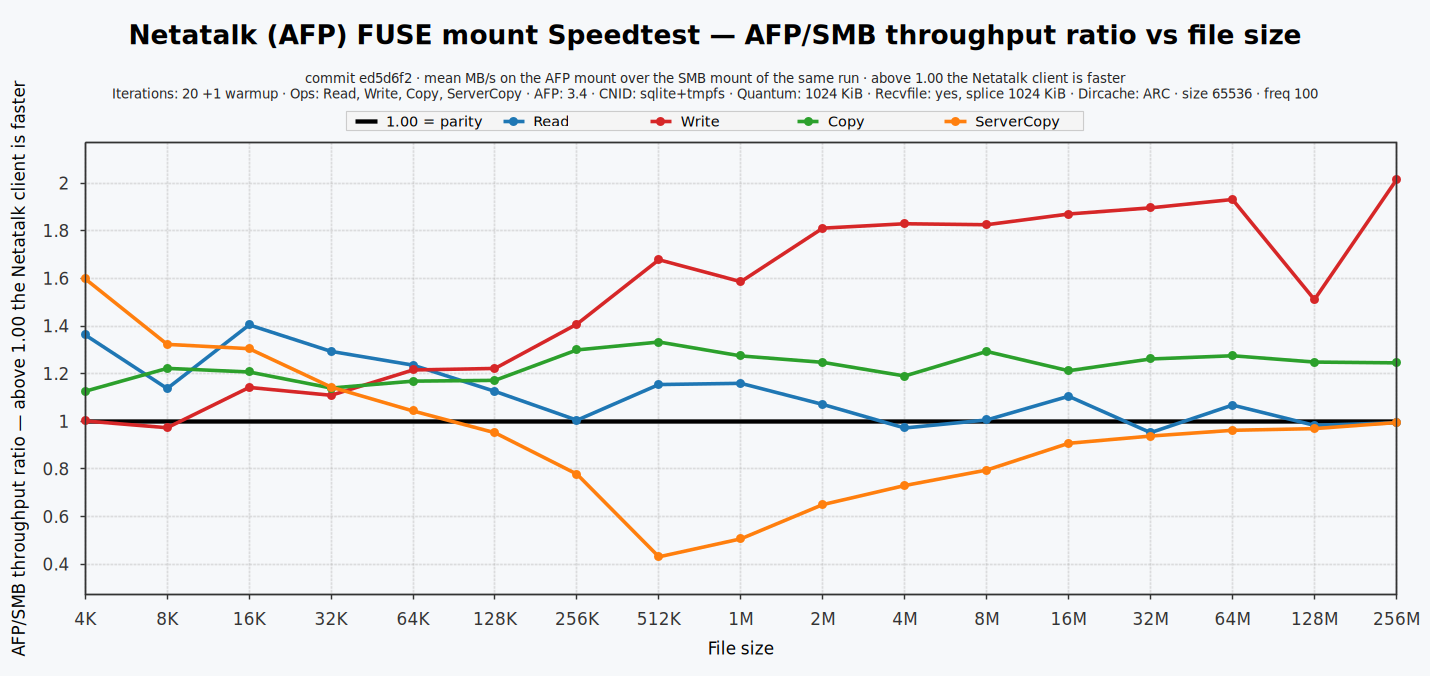 Netatalk (AFP) FUSE mount Speedtest — AFP/SMB throughput ratio vs file size
commit ed5d6f2 · mean MB/s on the AFP mount over the SMB mount of the same run · above 1.00 the Netatalk client is faster
Iterations: 20 +1 warmup · Ops: Read, Write, Copy, ServerCopy · AFP: 3.4 · CNID: sqlite+tmpfs · Quantum: 1024 KiB · Recvfile: yes, splice 1024 KiB · Dircache: ARC · size 65536 · freq 100
1.00 = parity Read Write Copy ServerCopy
AFP/SMB throughput ratio — above 1.00 the Netatalk client is faster
2
1.8
1.6
1.4
1.2
1
0.8
0.6
0.4
4K 8K 16K 32K 64K 128K 256K 512K 1M 2M 4M 8M 16M 32M 64M 128M 256M
File size